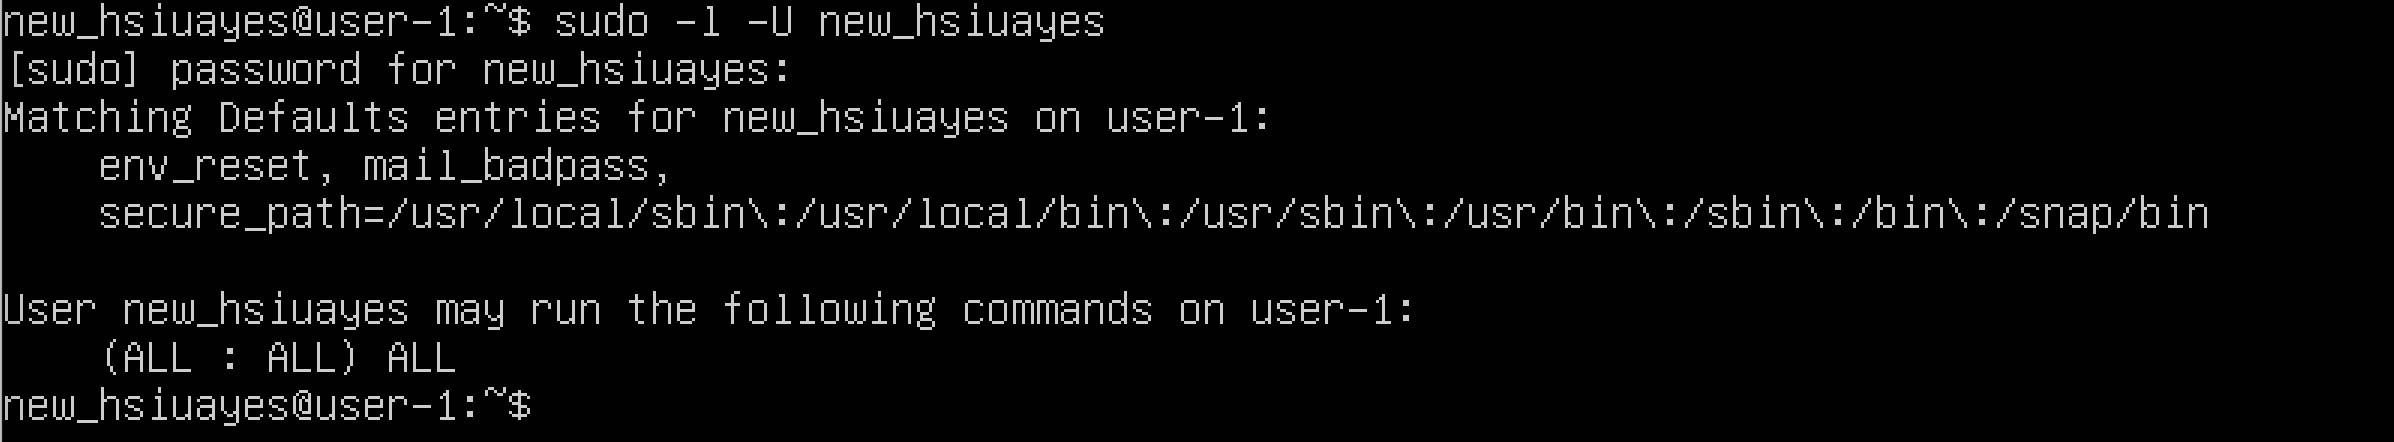 new_hsiuayes@user-1:~$ sudo -l -U new_hsiuayes
[sudo] password for new_hsiuayes:
Matching Defaults entries for new_hsiuayes on user-1:
    env_reset, mail_badpass,
    secure_path=/usr/local/sbin\:/usr/local/bin\:/usr/sbin\:/usr/bin\:/sbin\:/bin\:/snap/bin

User new_hsiuayes may run the following commands on user-1:
    (ALL : ALL) ALL
new_hsiuayes@user-1:~$